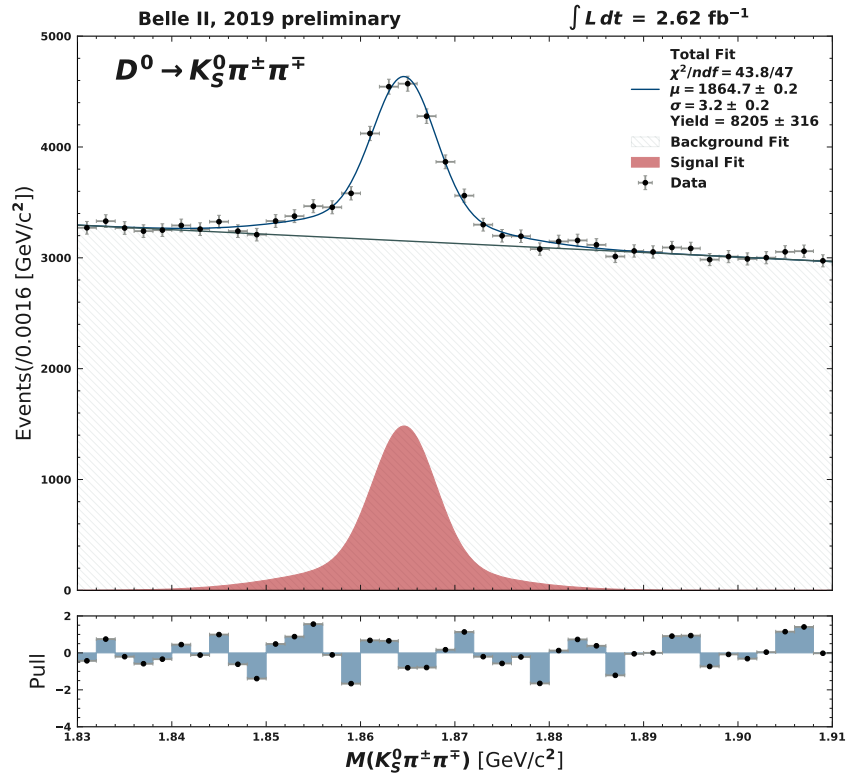 Belle II, 2019 preliminary
∫ L dt = 2.62 fb⁻¹
D⁰ → K_S⁰π±π∓
Total Fit
χ²/ndf = 43.8/47
μ = 1864.7 ± 0.2
σ = 3.2 ± 0.2
Yield = 8205 ± 316
Background Fit
Signal Fit
Data
Events(/0.0016 [GeV/c²])
5000
4000
3000
2000
1000
0
Pull
2
0
−2
−4
1.83 1.84 1.85 1.86 1.87 1.88 1.89 1.90 1.91
M(K_S⁰π±π∓) [GeV/c²]